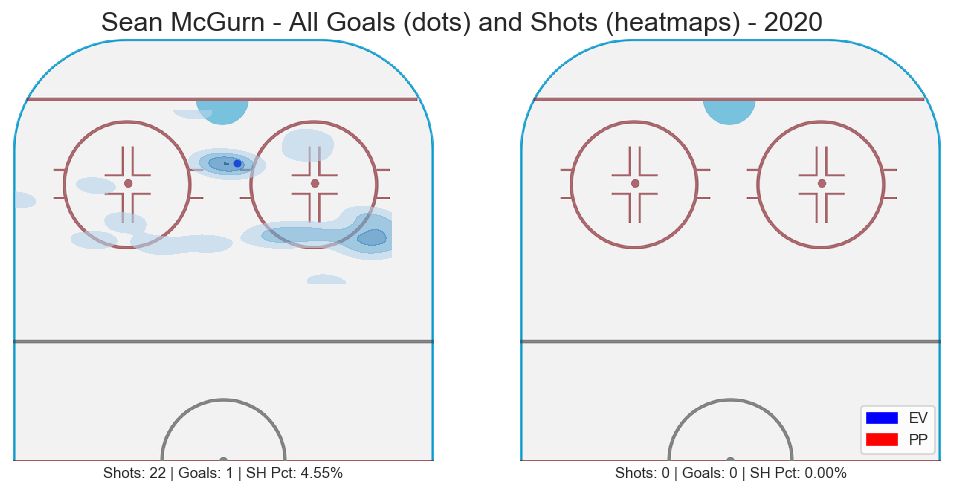 Sean McGurn - All Goals (dots) and Shots (heatmaps) - 2020
EV
PP
Shots: 22 | Goals: 1 | SH Pct: 4.55%
Shots: 0 | Goals: 0 | SH Pct: 0.00%